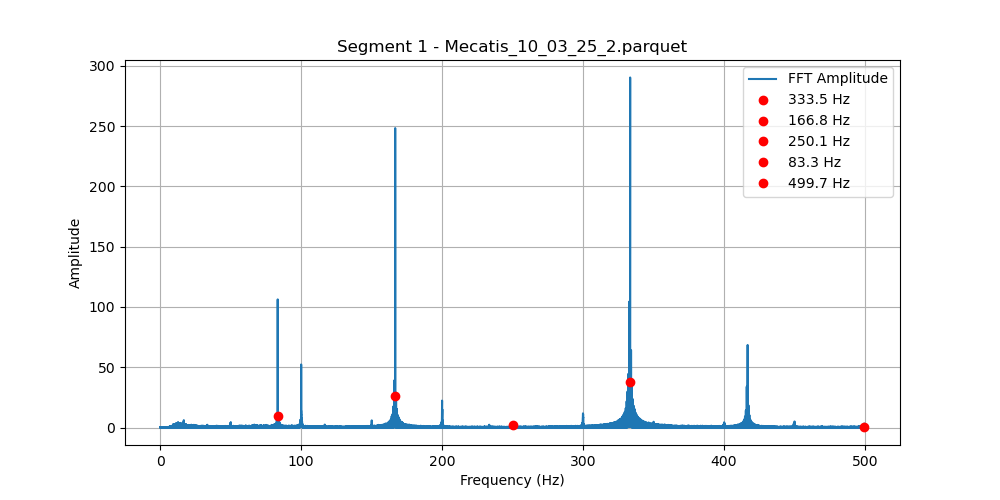 Segment 1 - Mecatis_10_03_25_2.parquet
300
250
200
150
100
50
0
Amplitude
FFT Amplitude
333.5 Hz
166.8 Hz
250.1 Hz
83.3 Hz
499.7 Hz
0 100 200 300 400 500
Frequency (Hz)